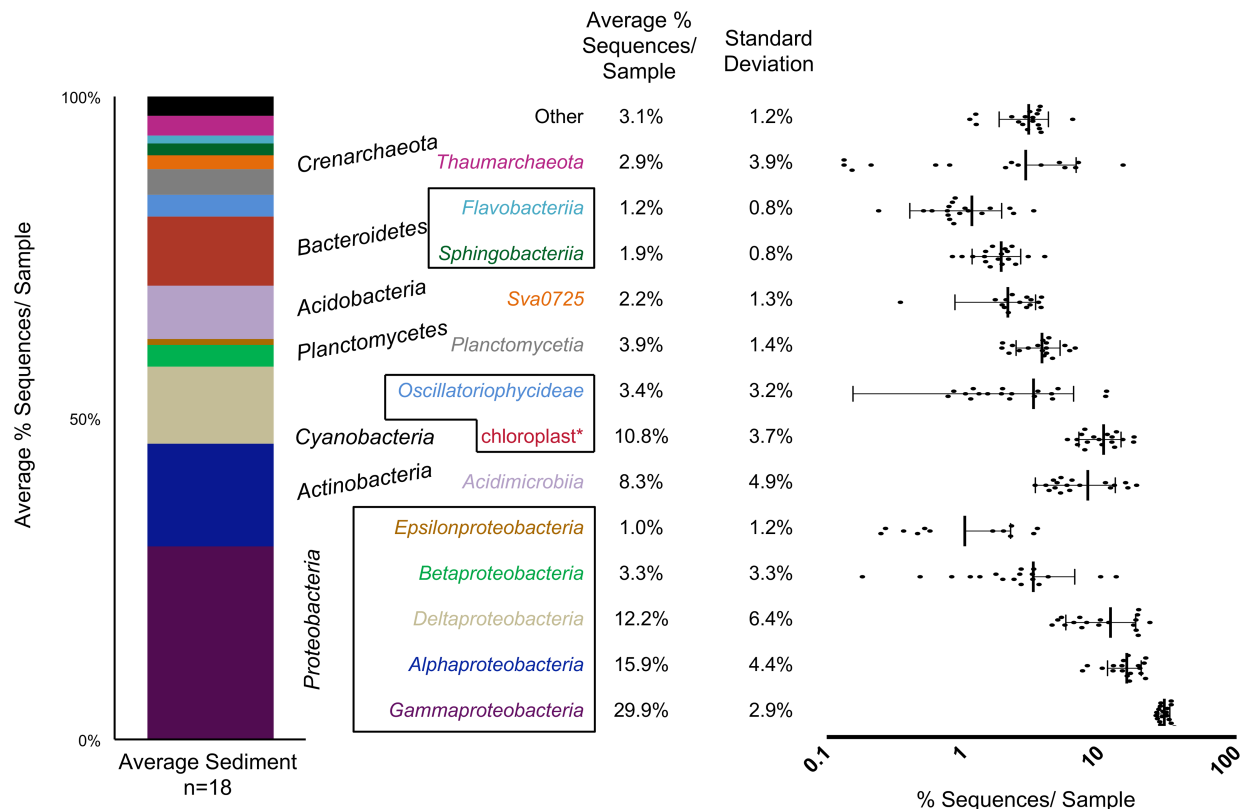 Average %
Sequences/
Sample
Standard
Deviation
100%
50%
0%
Average % Sequences/ Sample
Average Sediment
n=18
Other 3.1% 1.2%
Crenarchaeota Thaumarchaeota 2.9% 3.9%
Bacteroidetes Flavobacteriia 1.2% 0.8%
Sphingobacteriia 1.9% 0.8%
Acidobacteria Sva0725 2.2% 1.3%
Planctomycetes Planctomycetia 3.9% 1.4%
Oscillatoriophycideae 3.4% 3.2%
Cyanobacteria chloroplast* 10.8% 3.7%
Actinobacteria Acidimicrobiia 8.3% 4.9%
Proteobacteria
Epsilonproteobacteria 1.0% 1.2%
Betaproteobacteria 3.3% 3.3%
Deltaproteobacteria 12.2% 6.4%
Alphaproteobacteria 15.9% 4.4%
Gammaproteobacteria 29.9% 2.9%
0.1 1 10 100
% Sequences/ Sample